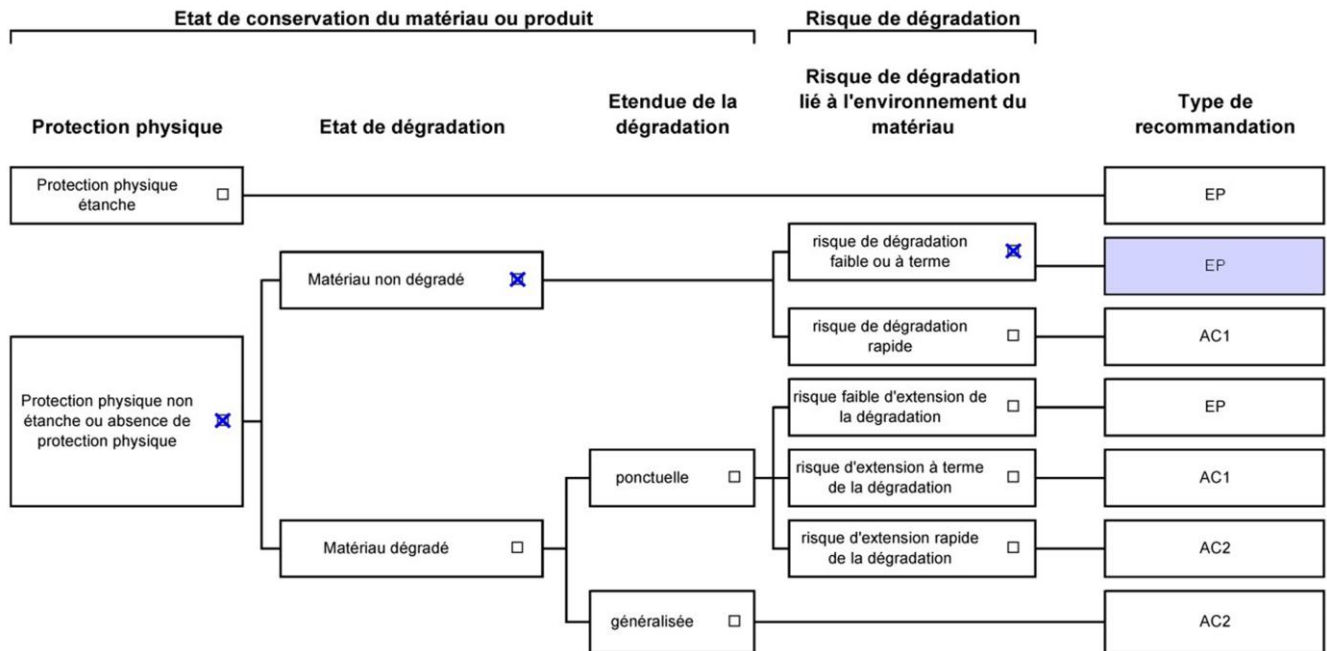 Etat de conservation du matériau ou produit
Risque de dégradation
Protection physique
Etat de dégradation
Etendue de la
dégradation
Risque de dégradation
lié à l'environnement du
matériau
Type de
recommandation
Protection physique
étanche
EP
risque de dégradation
faible ou à terme
EP
Matériau non dégradé
risque de dégradation
rapide
AC1
Protection physique non
étanche ou absence de
protection physique
risque faible d'extension de
la dégradation
EP
ponctuelle
risque d'extension à terme
de la dégradation
AC1
Matériau dégradé
risque d'extension rapide
de la dégradation
AC2
généralisée
AC2